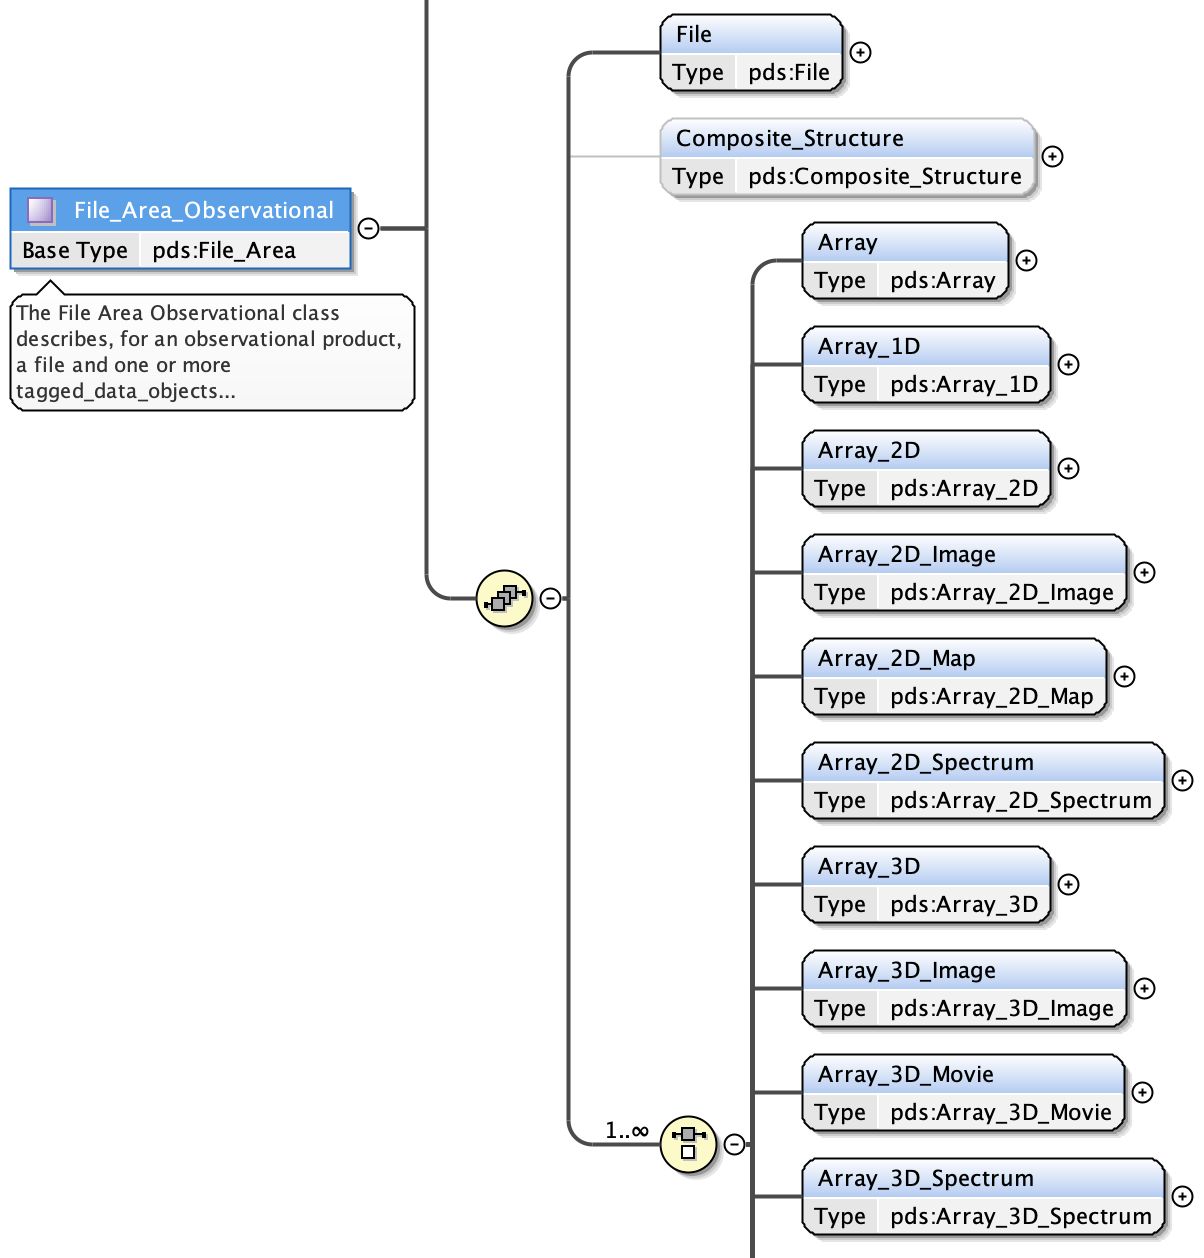 File
Type pds:File
Composite_Structure
Type pds:Composite_Structure
File_Area_Observational
Base Type pds:File_Area
The File Area Observational class
describes, for an observational product,
a file and one or more
tagged_data_objects...
Array
Type pds:Array
Array_1D
Type pds:Array_1D
Array_2D
Type pds:Array_2D
Array_2D_Image
Type pds:Array_2D_Image
Array_2D_Map
Type pds:Array_2D_Map
Array_2D_Spectrum
Type pds:Array_2D_Spectrum
Array_3D
Type pds:Array_3D
Array_3D_Image
Type pds:Array_3D_Image
1..∞
Array_3D_Movie
Type pds:Array_3D_Movie
Array_3D_Spectrum
Type pds:Array_3D_Spectrum